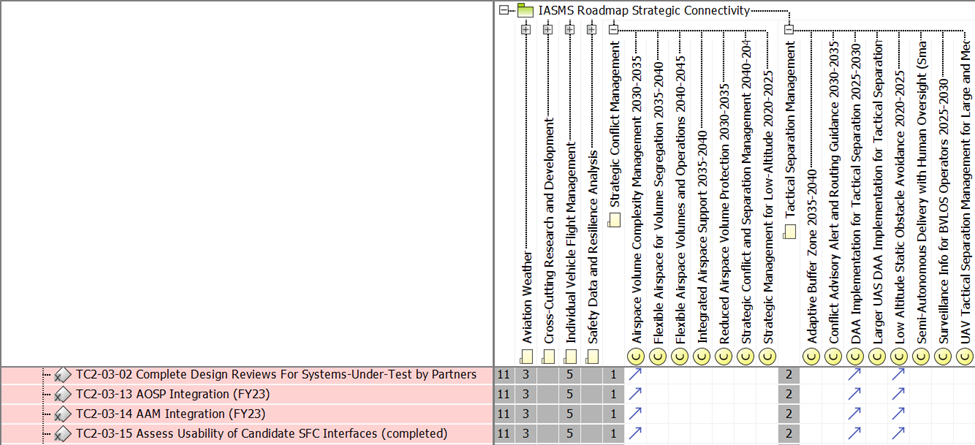 IASMS Roadmap Strategic Connectivity
Aviation Weather
Cross-Cutting Research and Development
Individual Vehicle Flight Management
Safety Data and Resilience Analysis
Strategic Conflict Management
Airspace Volume Complexity Management 2030-2035
Flexible Airspace for Volume Segregation 2035-2040
Flexible Airspace Volumes and Operations 2040-2045
Integrated Airspace Support 2035-2040
Reduced Airspace Volume Protection 2030-2035
Strategic Conflict and Separation Management 2040-204
Strategic Management for Low-Altitude 2020-2025
Tactical Separation Management
Adaptive Buffer Zone 2035-2040
Conflict Advisory Alert and Routing Guidance 2030-2035
DAA Implementation for Tactical Separation 2025-2030
Larger UAS DAA Implementation for Tactical Separation
Low Altitude Static Obstacle Avoidance 2020-2025
Semi-Autonomous Delivery with Human Oversight (Sma
Surveillance Info for BVLOS Operators 2025-2030
UAV Tactical Separation Management for Large and Med
C C C C C C C C C C C C C C C
TC2-03-02 Complete Design Reviews For Systems-Under-Test by Partners 11 3 5 1 2
TC2-03-13 AOSP Integration (FY23) 11 3 5 1 2
TC2-03-14 AAM Integration (FY23) 11 3 5 1 2
TC2-03-15 Assess Usability of Candidate SFC Interfaces (completed) 11 3 5 1 2